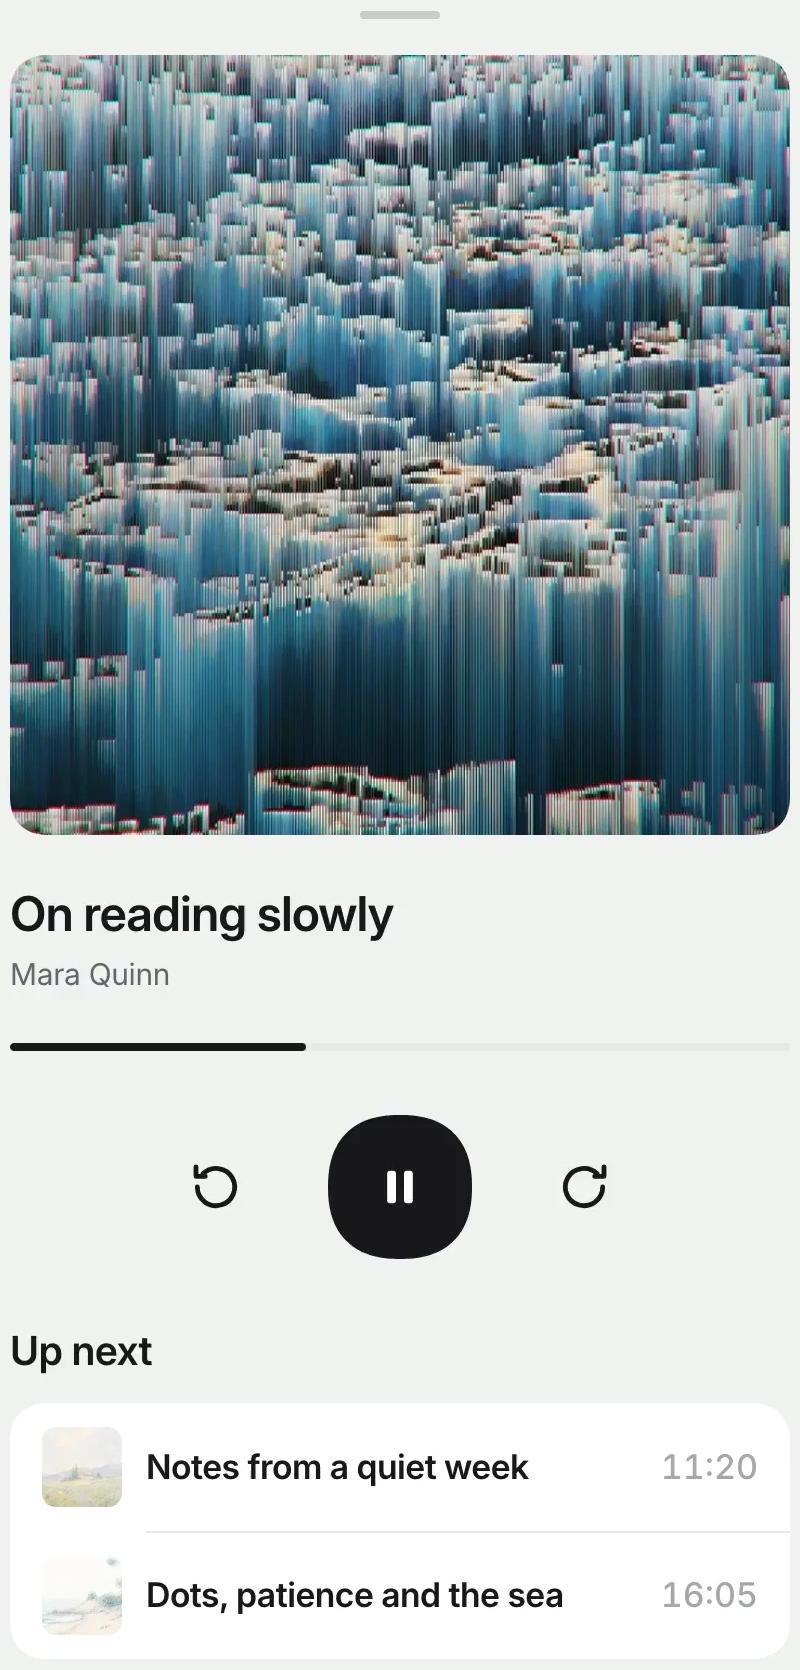 On reading slowly
Mara Quinn
Up next
Notes from a quiet week 11:20
Dots, patience and the sea 16:05